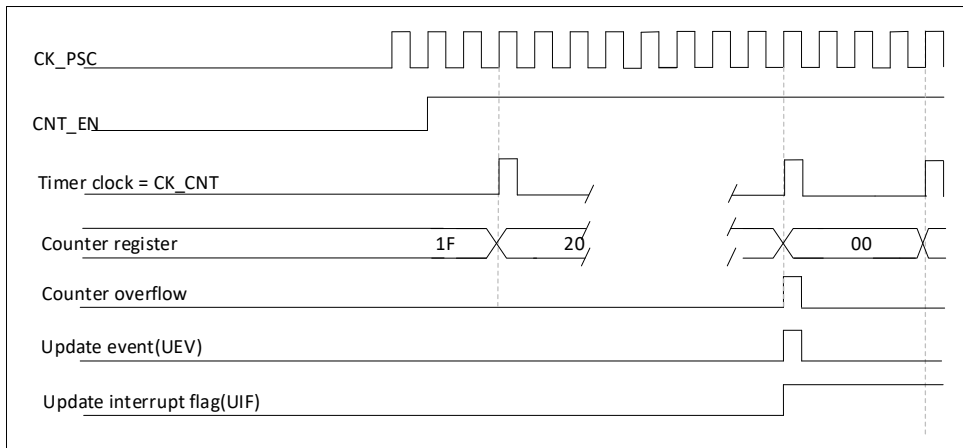 CK_PSC
CNT_EN
Timer clock = CK_CNT
Counter register 1F 20 00
Counter overflow
Update event(UEV)
Update interrupt flag(UIF)